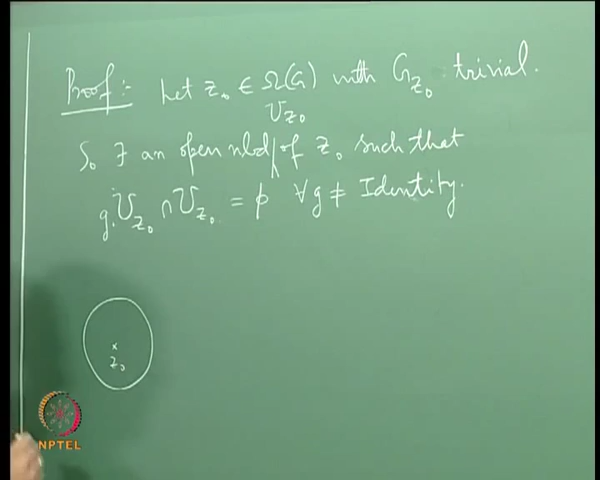 Proof:- Let z₀ ∈ Ω(G) with G_{z₀} trivial.
U_{z₀}
So ∃ an open nbd of z₀ such that
g.U_{z₀} ∩ U_{z₀} = ϕ ∀g ≠ Identity.
z₀
NPTEL